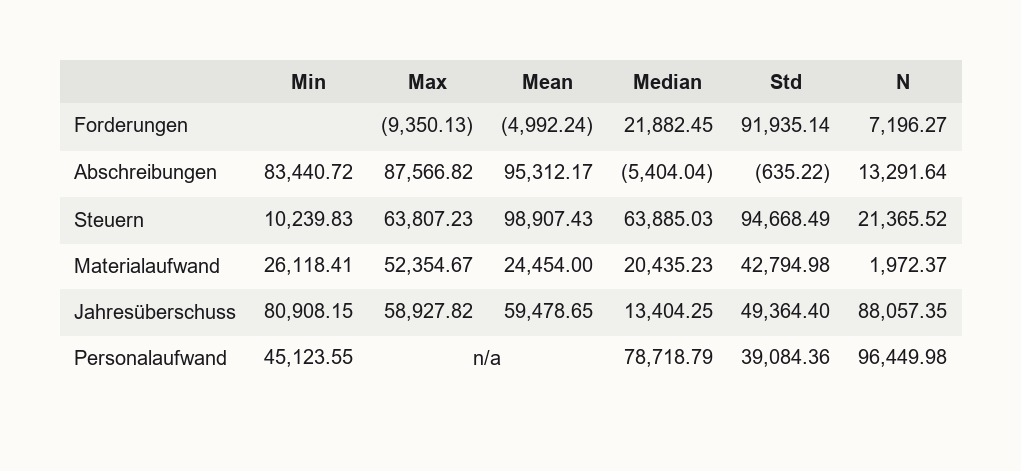 Min Max Mean Median Std N
Forderungen (9,350.13) (4,992.24) 21,882.45 91,935.14 7,196.27
Abschreibungen 83,440.72 87,566.82 95,312.17 (5,404.04) (635.22) 13,291.64
Steuern 10,239.83 63,807.23 98,907.43 63,885.03 94,668.49 21,365.52
Materialaufwand 26,118.41 52,354.67 24,454.00 20,435.23 42,794.98 1,972.37
Jahresüberschuss 80,908.15 58,927.82 59,478.65 13,404.25 49,364.40 88,057.35
Personalaufwand 45,123.55 n/a 78,718.79 39,084.36 96,449.98